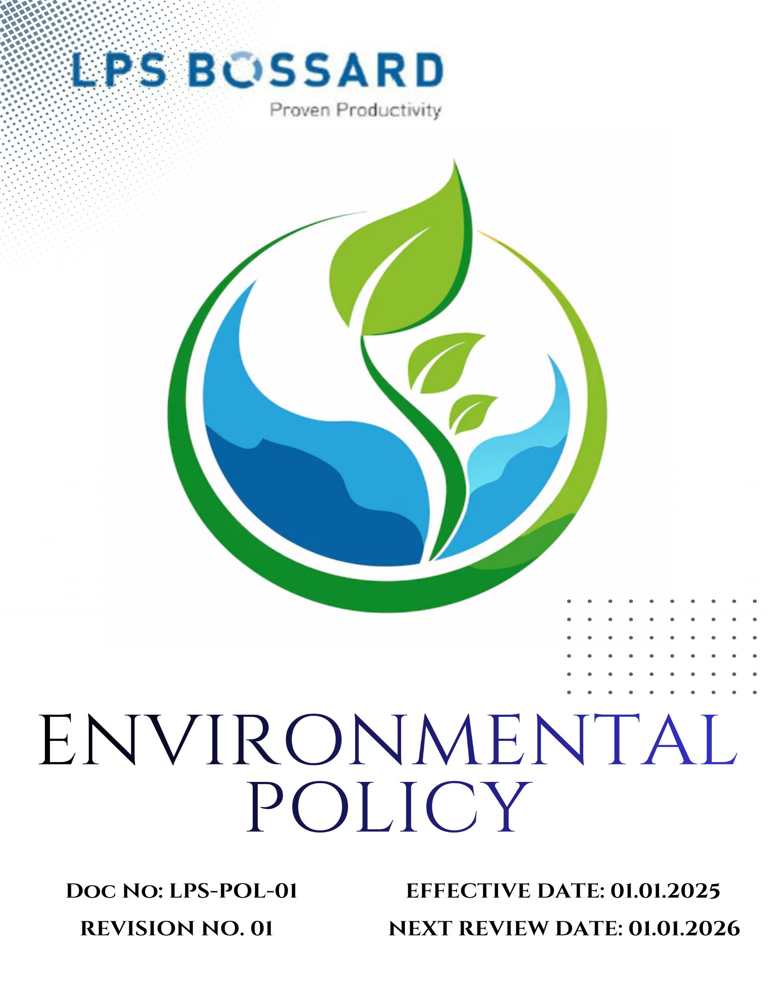 LPS BOSSARD
Proven Productivity
ENVIRONMENTAL
POLICY
Doc No: LPS-POL-01
EFFECTIVE DATE: 01.01.2025
REVISION NO. 01
NEXT REVIEW DATE: 01.01.2026